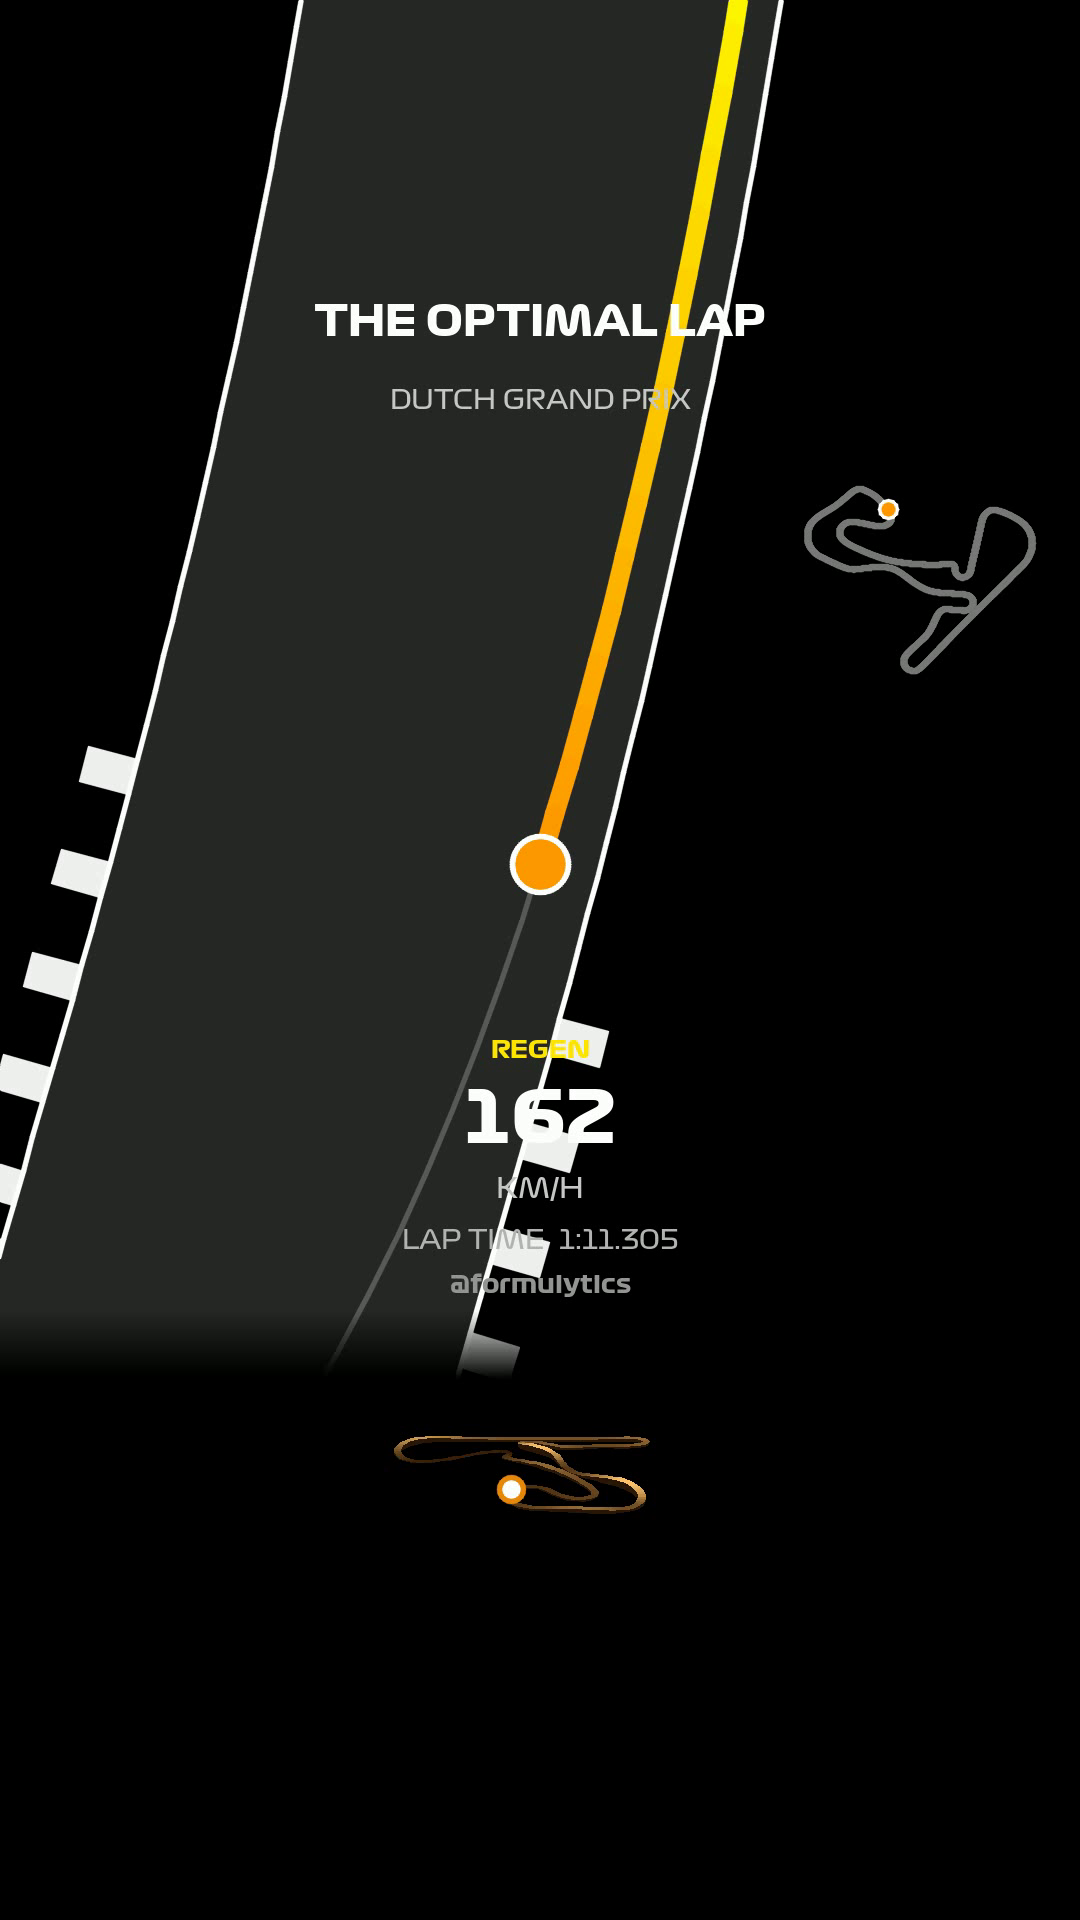 THE OPTIMAL LAP
DUTCH GRAND PRIX
REGEN
162
KM/H
LAP TIME 1:11.305
@formulytics